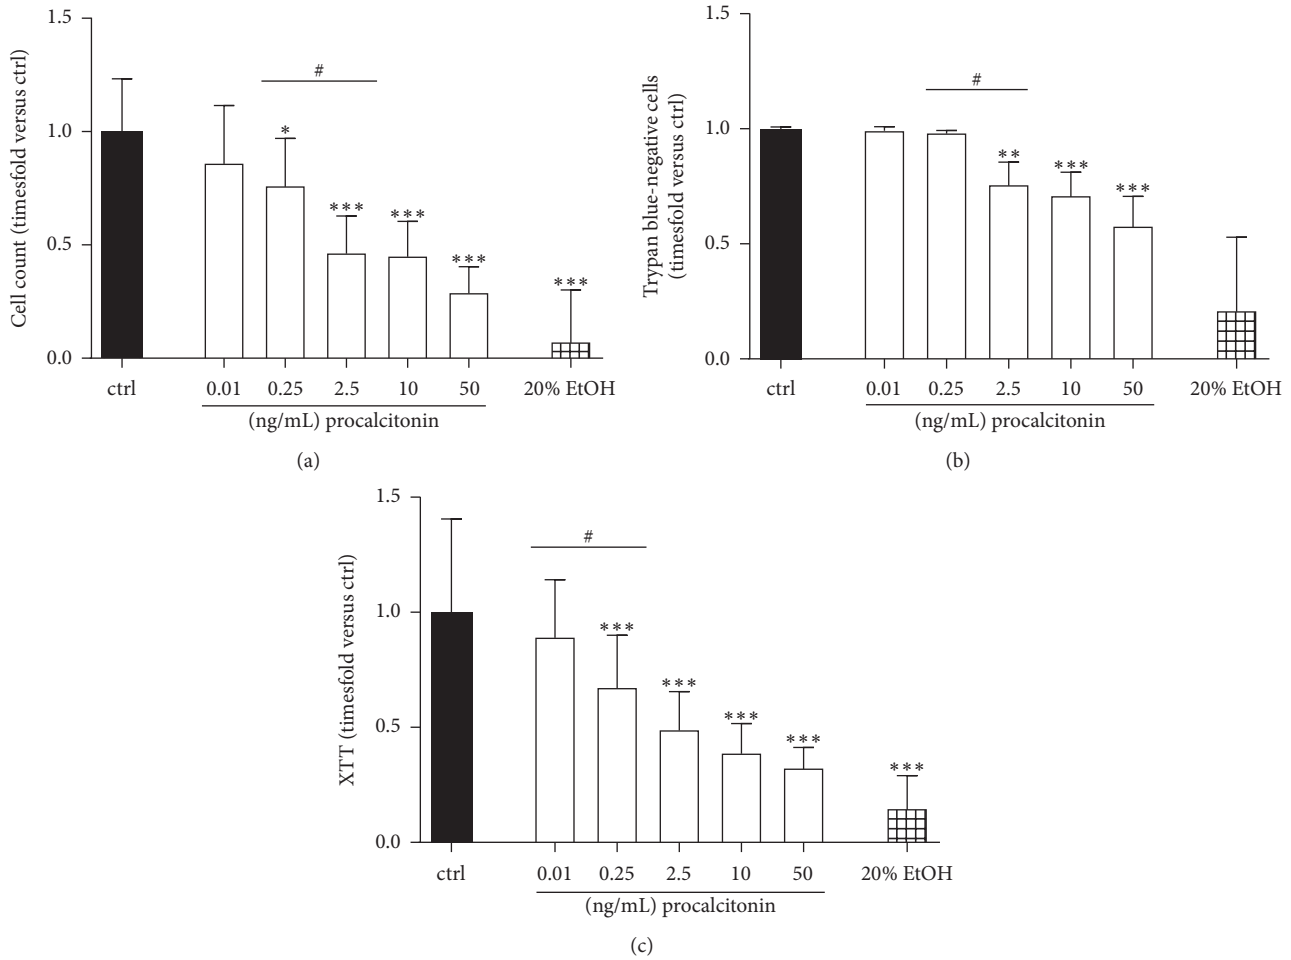 Cell count (timesfold versus ctrl)
1.5
1.0
0.5
0.0
#
*
***
***
***
***
ctrl
0.01 0.25 2.5 10 50 20% EtOH
(ng/mL) procalcitonin
(a)
Trypan blue-negative cells
(timesfold versus ctrl)
1.5
1.0
0.5
0.0
#
**
***
***
ctrl
0.01 0.25 2.5 10 50 20% EtOH
(ng/mL) procalcitonin
(b)
XTT (timesfold versus ctrl)
1.5
1.0
0.5
0.0
#
***
***
***
***
***
ctrl
0.01 0.25 2.5 10 50 20% EtOH
(ng/mL) procalcitonin
(c)